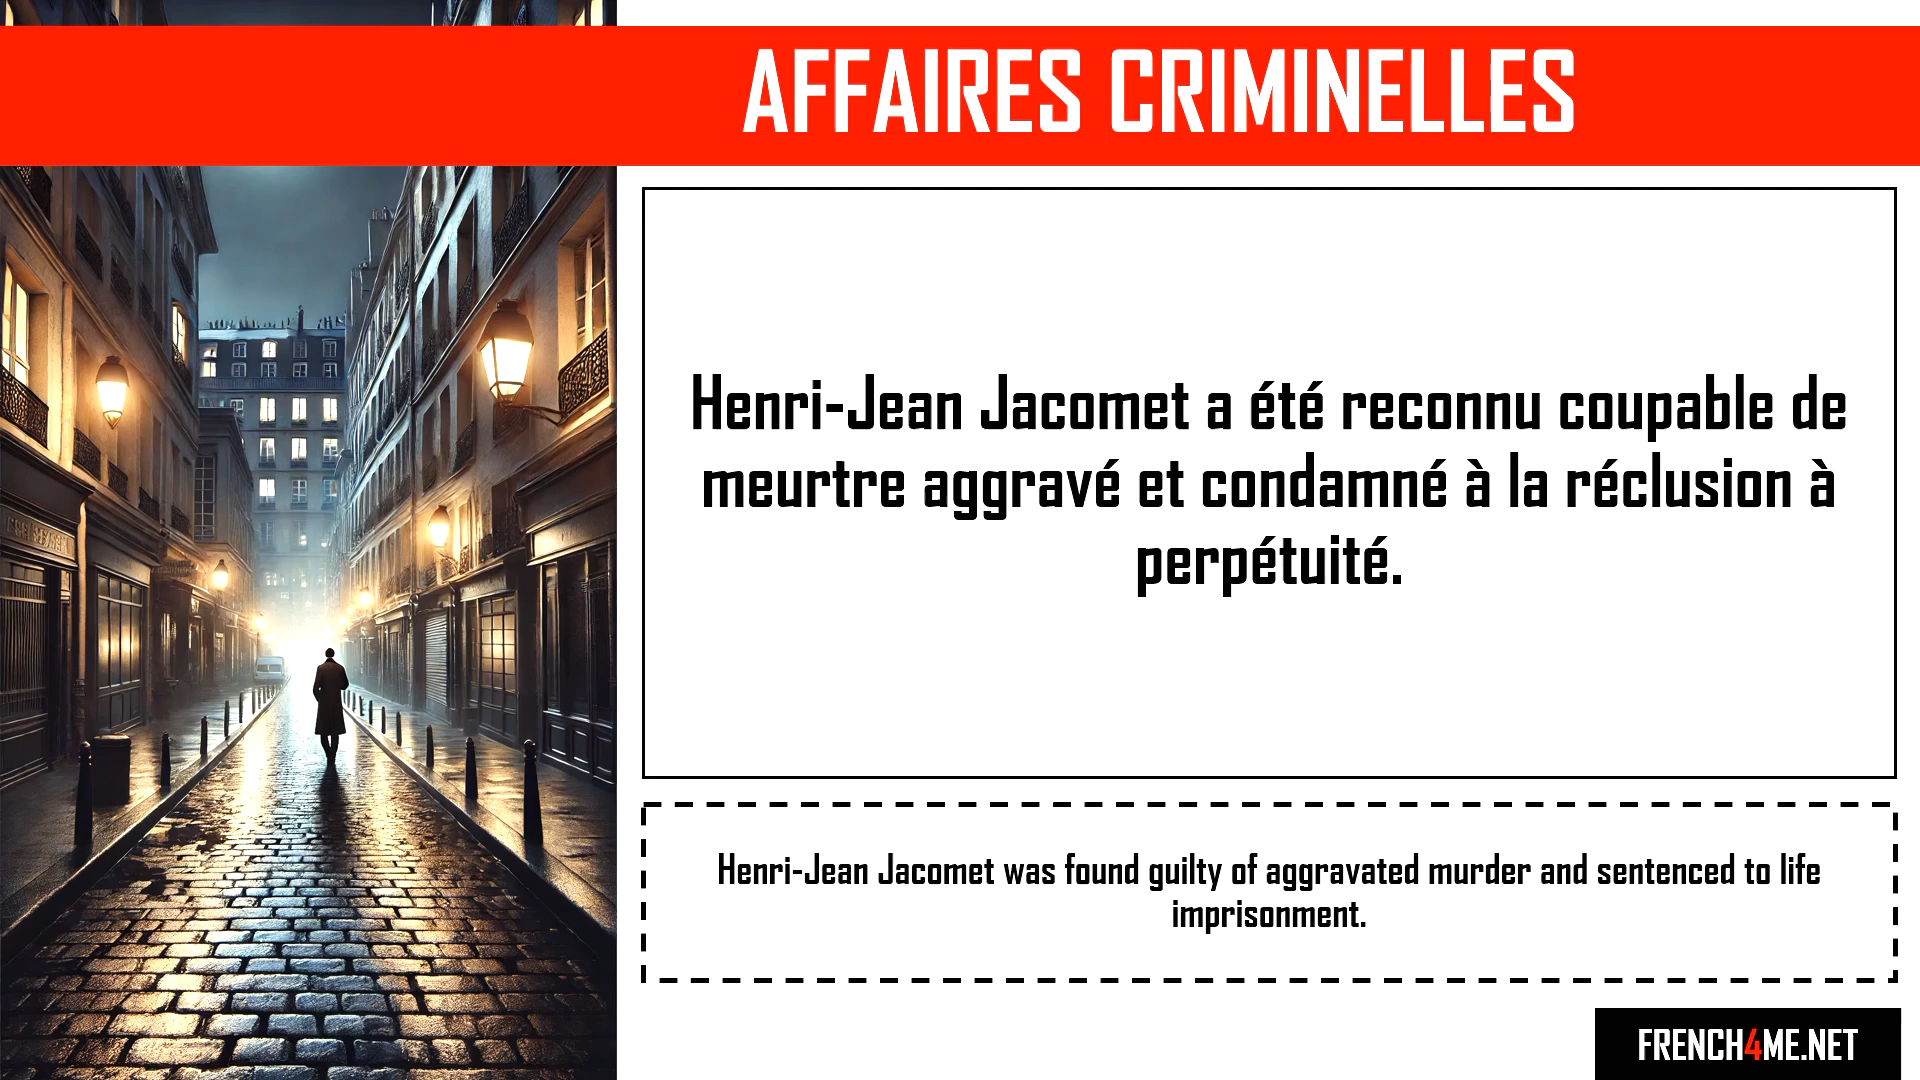 AFFAIRES CRIMINELLES
Henri-Jean Jacomet a été reconnu coupable de
meurtre aggravé et condamné à la réclusion à
perpétuité.
Henri-Jean Jacomet was found guilty of aggravated murder and sentenced to life
imprisonment.
FRENCH4ME.NET